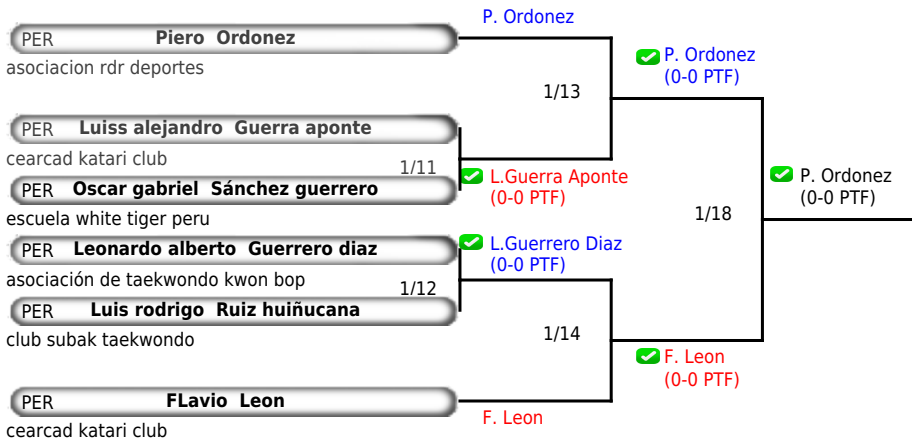 P. Ordonez
PER Piero Ordonez
asociacion rdr deportes
P. Ordonez
(0-0 PTF)
1/13
PER Luiss alejandro Guerra aponte
cearcad katari club
1/11
L.Guerra Aponte
(0-0 PTF)
P. Ordonez
(0-0 PTF)
PER Oscar gabriel Sánchez guerrero
escuela white tiger peru
1/18
PER Leonardo alberto Guerrero diaz
L.Guerrero Diaz
(0-0 PTF)
asociación de taekwondo kwon bop
1/12
PER Luis rodrigo Ruiz huiñucana
club subak taekwondo
1/14
F. Leon
(0-0 PTF)
PER FLavio Leon
F. Leon
cearcad katari club